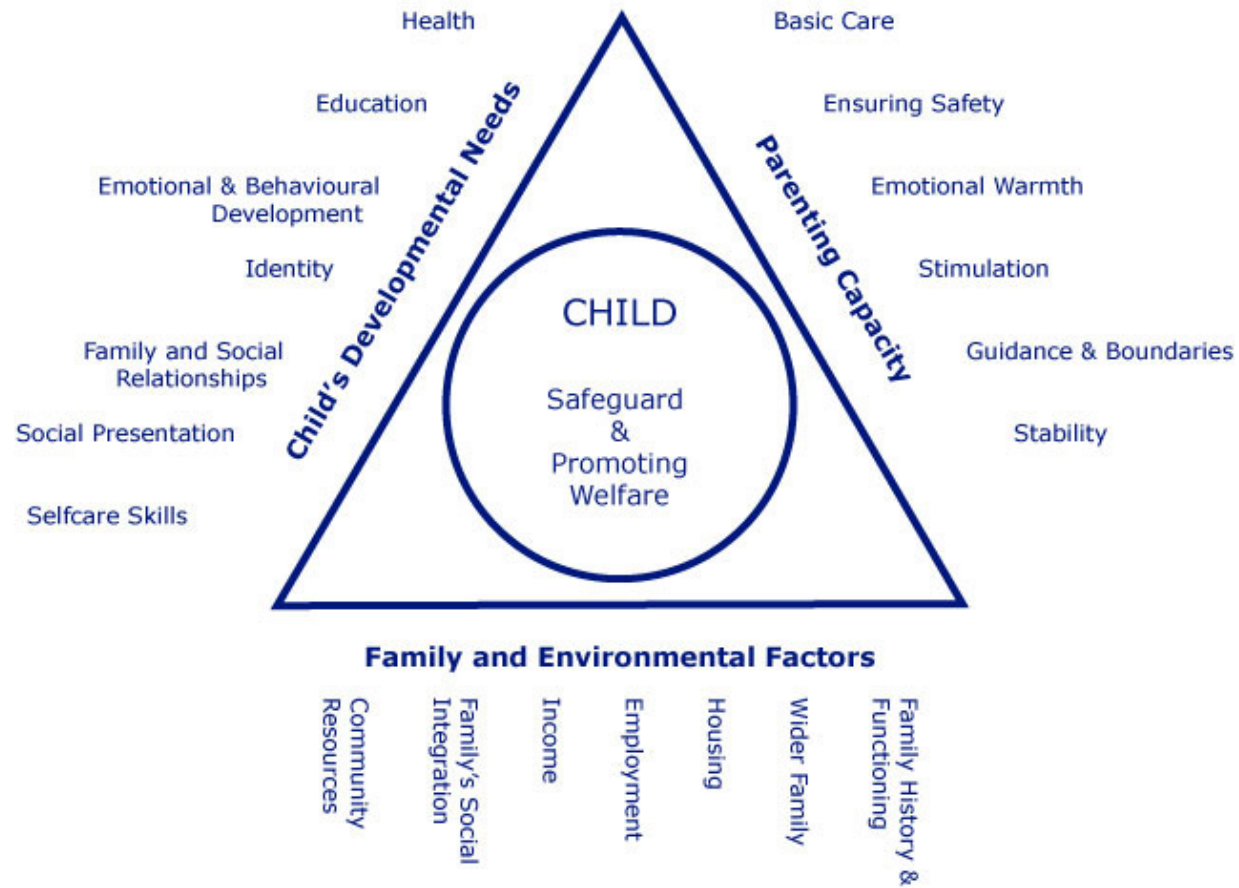 Health
Education
Emotional & Behavioural
Development
Identity
Family and Social
Relationships
Social Presentation
Selfcare Skills
Child's Developmental Needs
CHILD
Safeguard
&
Promoting
Welfare
Parenting Capacity
Basic Care
Ensuring Safety
Emotional Warmth
Stimulation
Guidance & Boundaries
Stability
Family and Environmental Factors
Community
Resources
Family's Social
Integration
Income
Employment
Housing
Wider Family
Family History &
Functioning